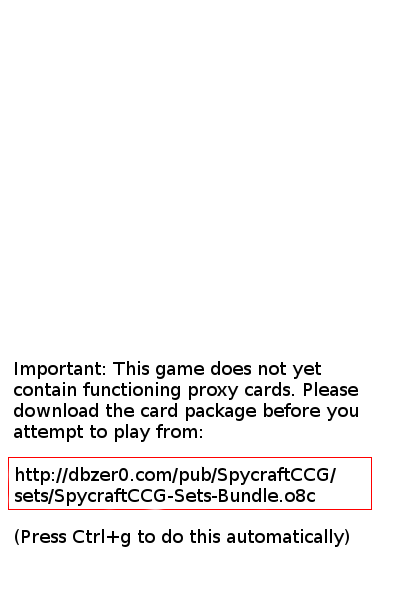 Important: This game does not yet
contain functioning proxy cards. Please
download the card package before you
attempt to play from:
http://dbzer0.com/pub/SpycraftCCG/
sets/SpycraftCCG-Sets-Bundle.o8c
(Press Ctrl+g to do this automatically)